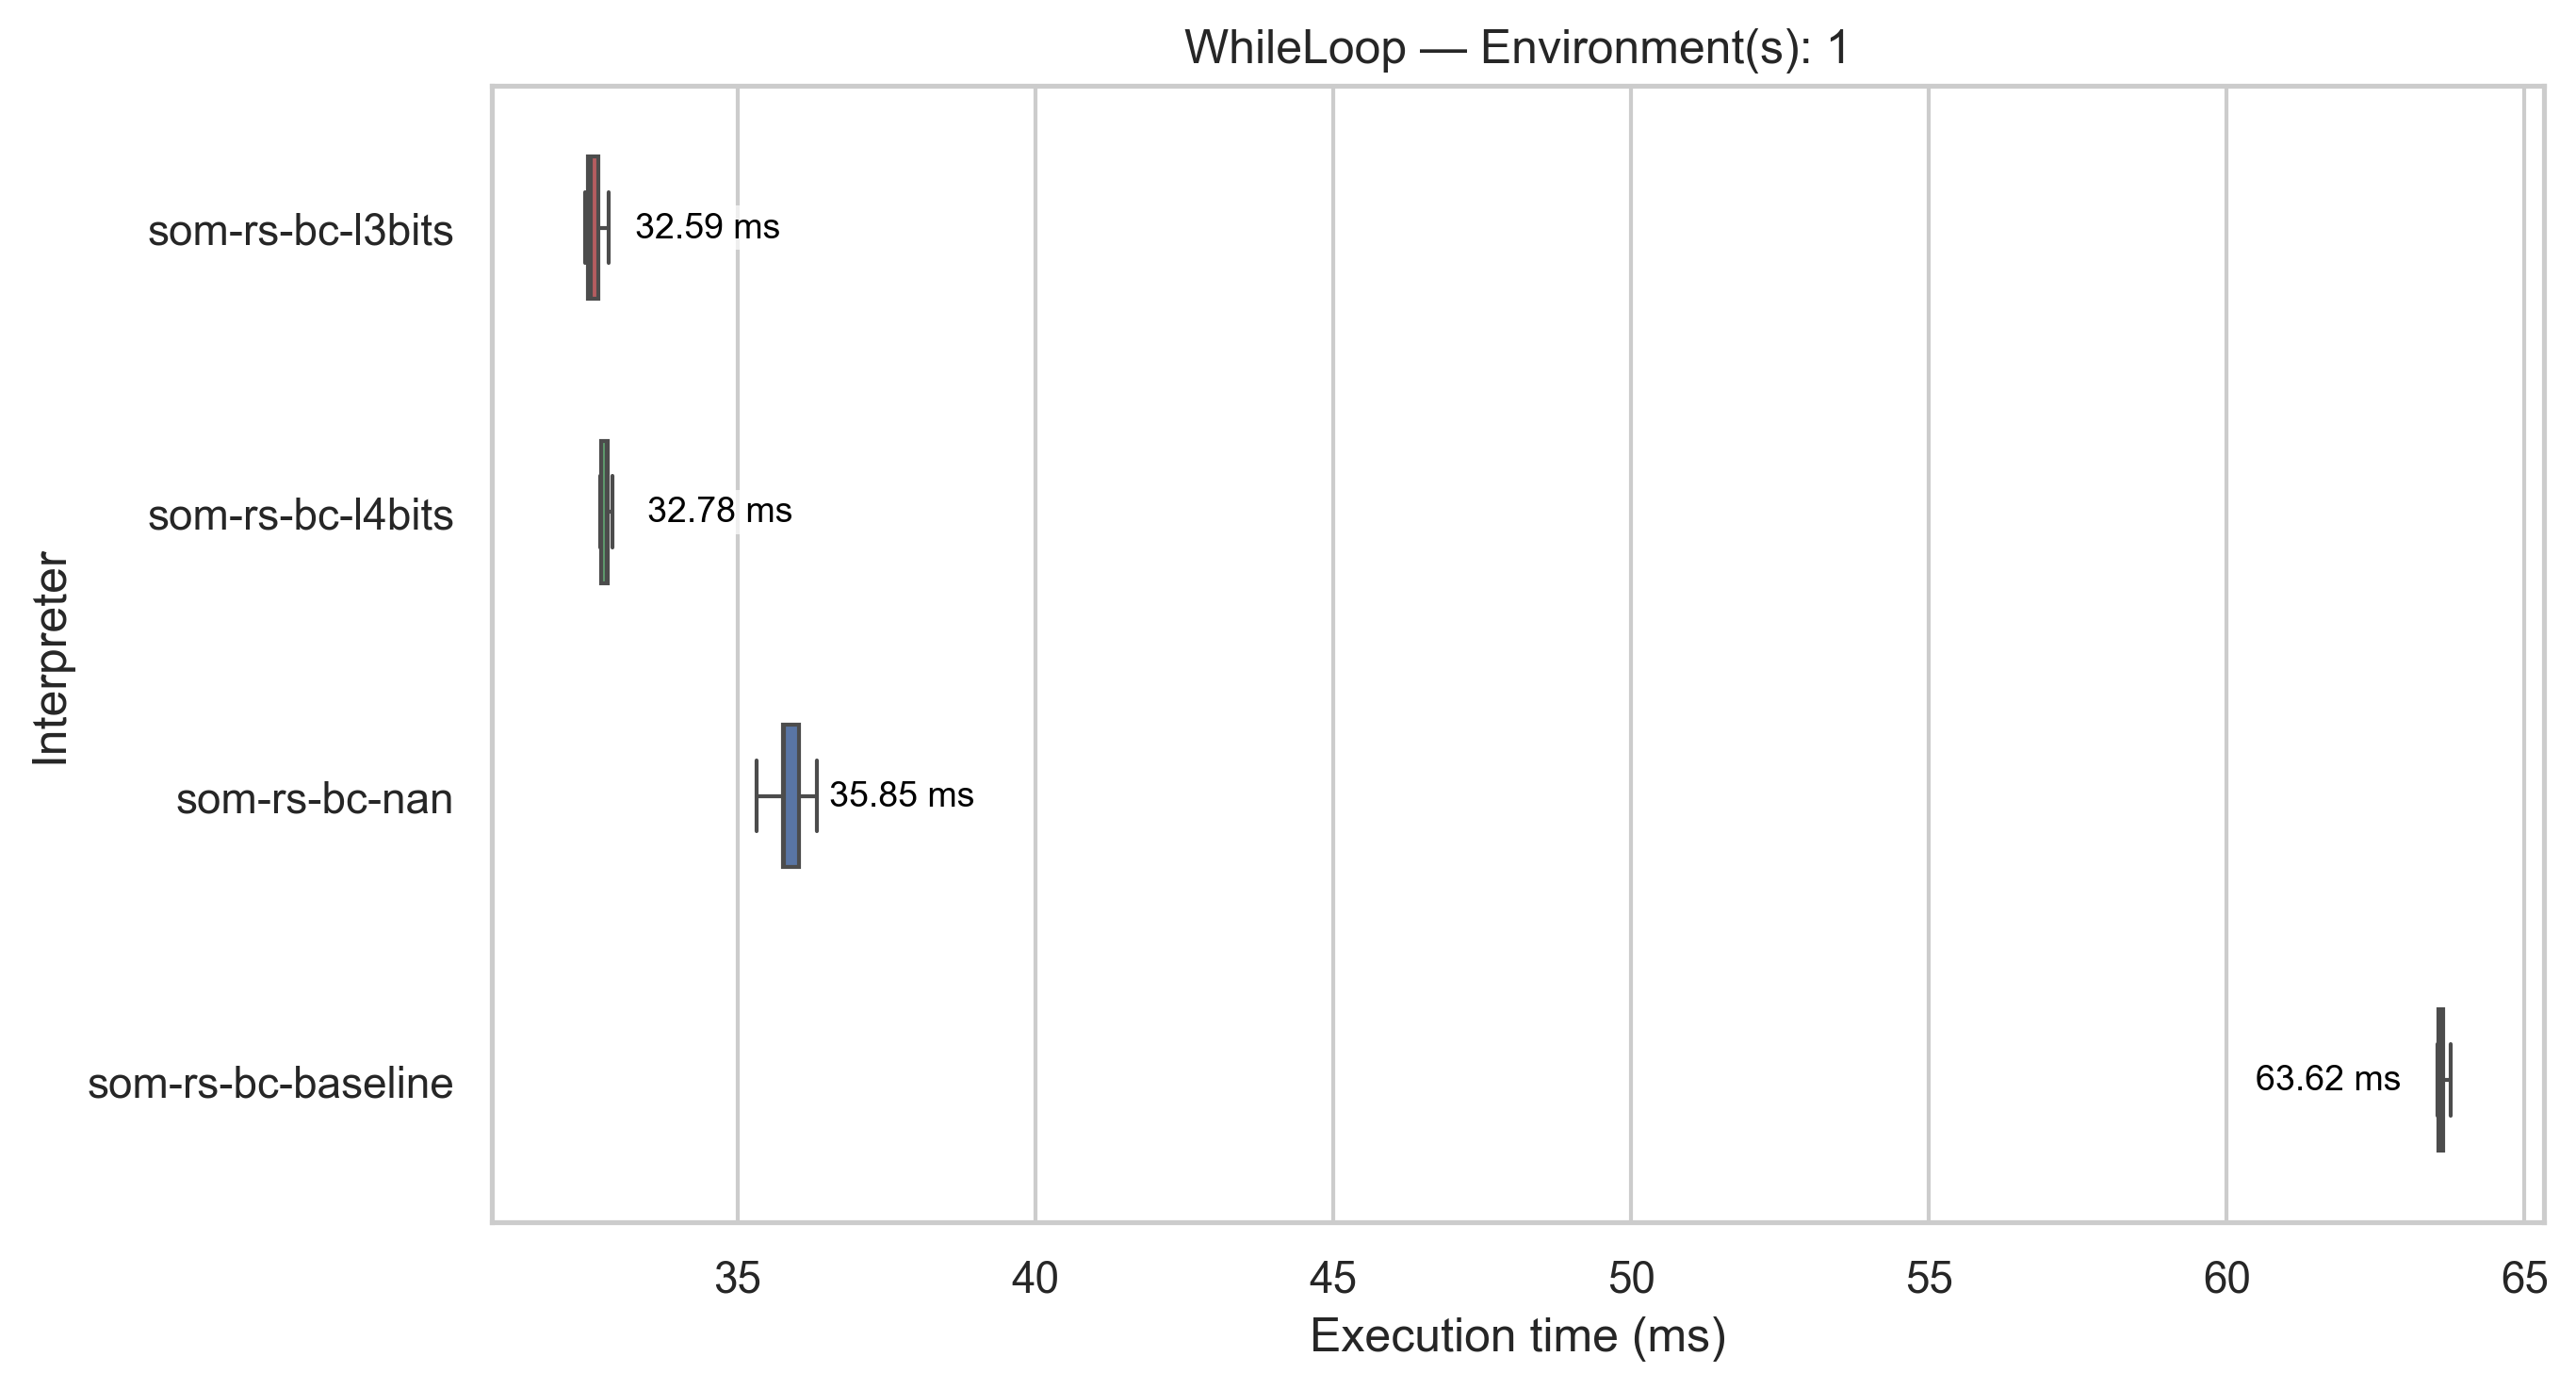 WhileLoop — Environment(s): 1
Interpreter
som-rs-bc-l3bits
32.59 ms
som-rs-bc-l4bits
32.78 ms
som-rs-bc-nan
35.85 ms
som-rs-bc-baseline
63.62 ms
35 40 45 50 55 60 65
Execution time (ms)